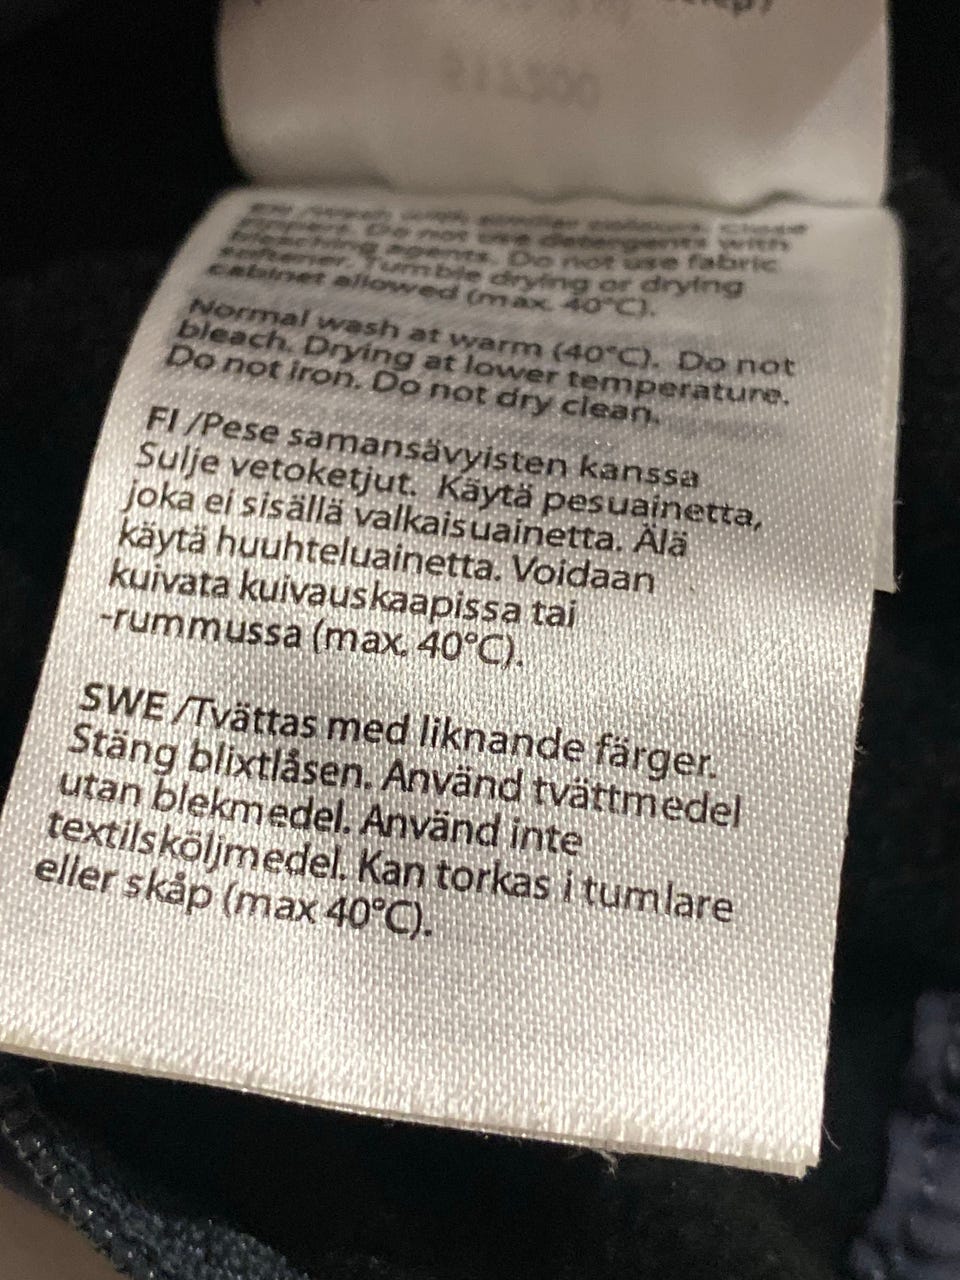 211300
EN /Wash with similar colours. Close
zippers. Do not use detergents with
bleaching agents. Do not use fabric
softener. Tumble drying or drying
cabinet allowed (max. 40°C).
Normal wash at warm (40°C). Do not
bleach. Drying at lower temperature.
Do not iron. Do not dry clean.
FI /Pese samansävyisten kanssa
Sulje vetoketjut. Käytä pesuainetta,
joka ei sisällä valkaisuainetta. Älä
käytä huuhteluainetta. Voidaan
kuivata kuivauskaapissa tai
-rummussa (max. 40°C).
SWE /Tvättas med liknande färger.
Stäng blixtlåsen. Använd tvättmedel
utan blekmedel. Använd inte
textilsköljmedel. Kan torkas i tumlare
eller skåp (max 40°C).